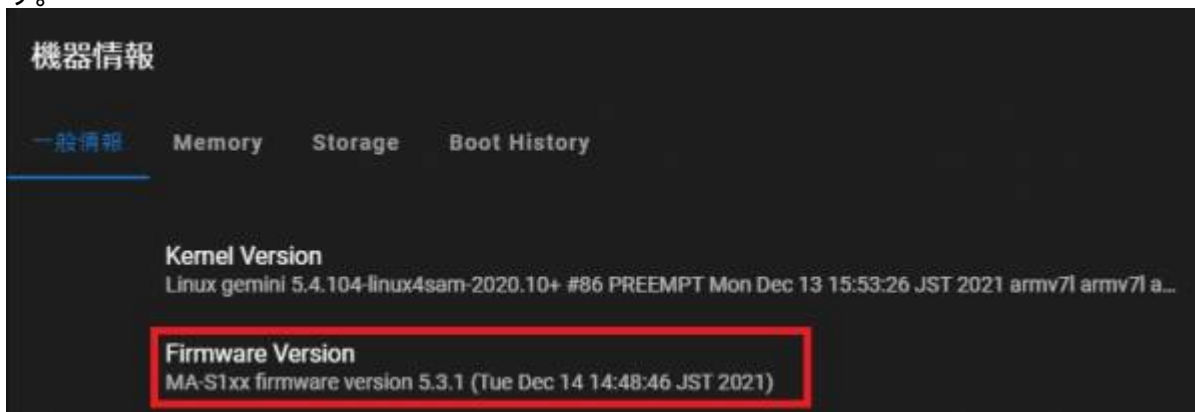 す。
機器情報
一般情報 Memory Storage Boot History
Kernel Version
Linux gemini 5.4.104-linux4sam-2020.10+ #86 PREEMPT Mon Dec 13 15:53:26 JST 2021 armv7l armv7l a...
Firmware Version
MA-S1xx firmware version 5.3.1 (Tue Dec 14 14:48:46 JST 2021)